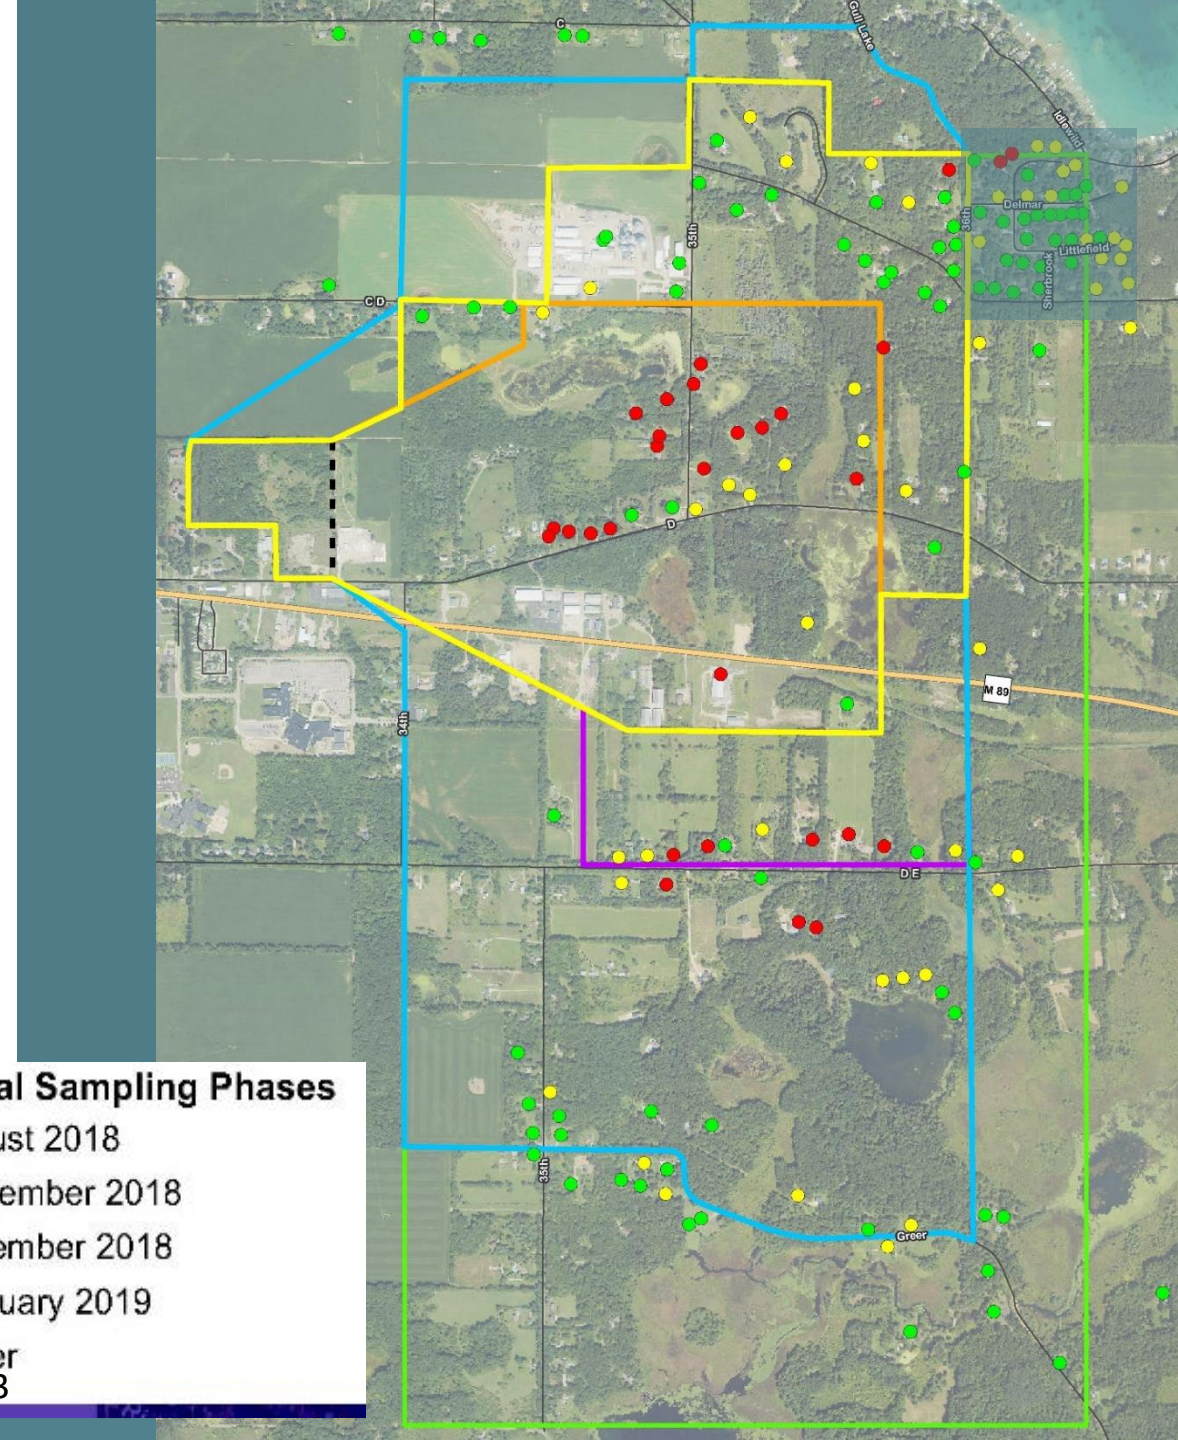 C
Gull Lake
Idlewild
35th
36th
Delmar
Littlefield
Sherbrook
C D
D
M 89
34th
D E
al Sampling Phases
ust 2018
ember 2018
ember 2018
uary 2019
er
3
35th
Greer